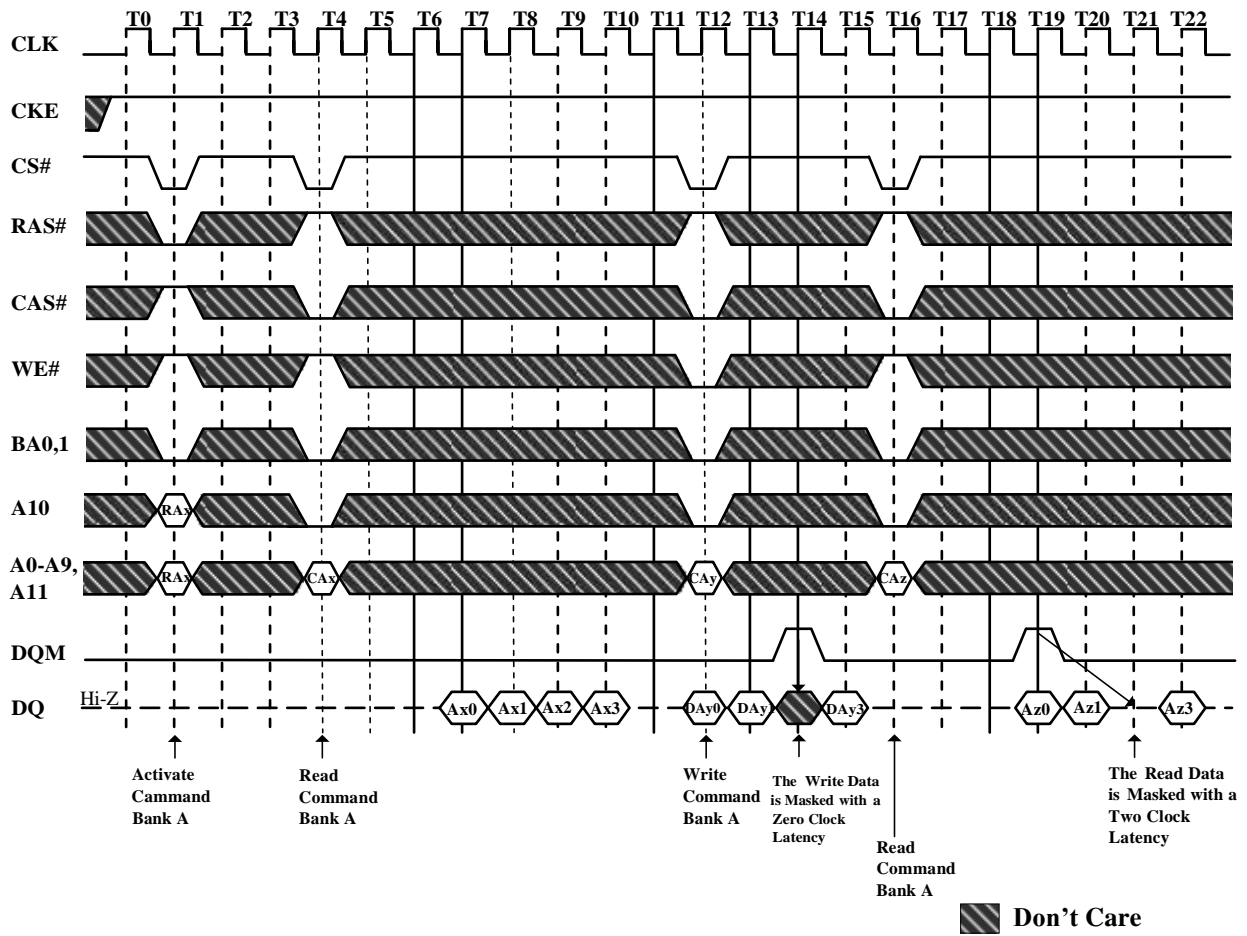 T0 T1 T2 T3 T4 T5 T6 T7 T8 T9 T10 T11 T12 T13 T14 T15 T16 T17 T18 T19 T20 T21 T22
CLK
CKE
CS#
RAS#
CAS#
WE#
BA0,1
A10
RAx
A0-A9,
A11
RAx CAx CAy CAz
DQM
Hi-Z
DQ
Ax0 Ax1 Ax2 Ax3 DAy0 DAy1 DAy3 Az0 Az1 Az3
Activate
Cammand
Bank A
Read
Command
Bank A
Write
Command
Bank A
The Write Data
is Masked with a
Zero Clock
Latency
Read
Command
Bank A
The Read Data
is Masked with a
Two Clock
Latency
Don't Care